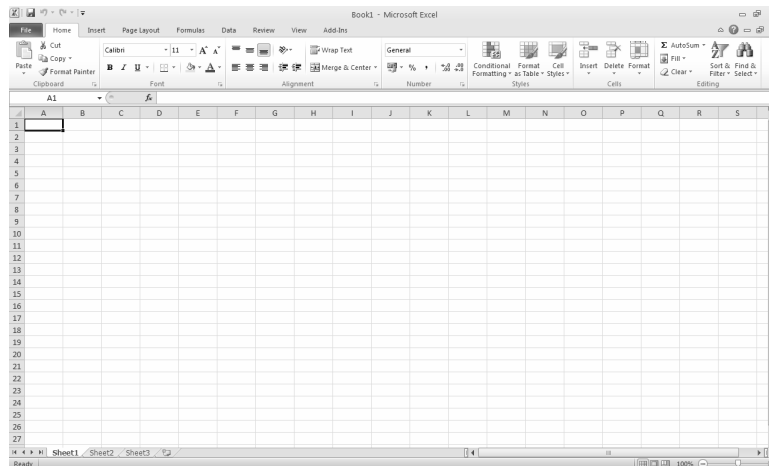 Book1 - Microsoft Excel
File Home Insert Page Layout Formulas Data Review View Add-Ins
Paste
Cut
Copy
Format Painter
Clipboard
Calibri 11 A A
B I U A
Font
Wrap Text
Merge & Center
Alignment
General
% , .0 .00 .00 .0
Number
Conditional Formatting
Format as Table
Cell Styles
Styles
Insert Delete Format
Cells
Σ AutoSum
Fill
Clear
Sort & Filter
Find & Select
Editing
A1 fx
A B C D E F G H I J K L M N O P Q R S
1
2
3
4
5
6
7
8
9
10
11
12
13
14
15
16
17
18
19
20
21
22
23
24
25
26
27
Sheet1 Sheet2 Sheet3
Ready 100%